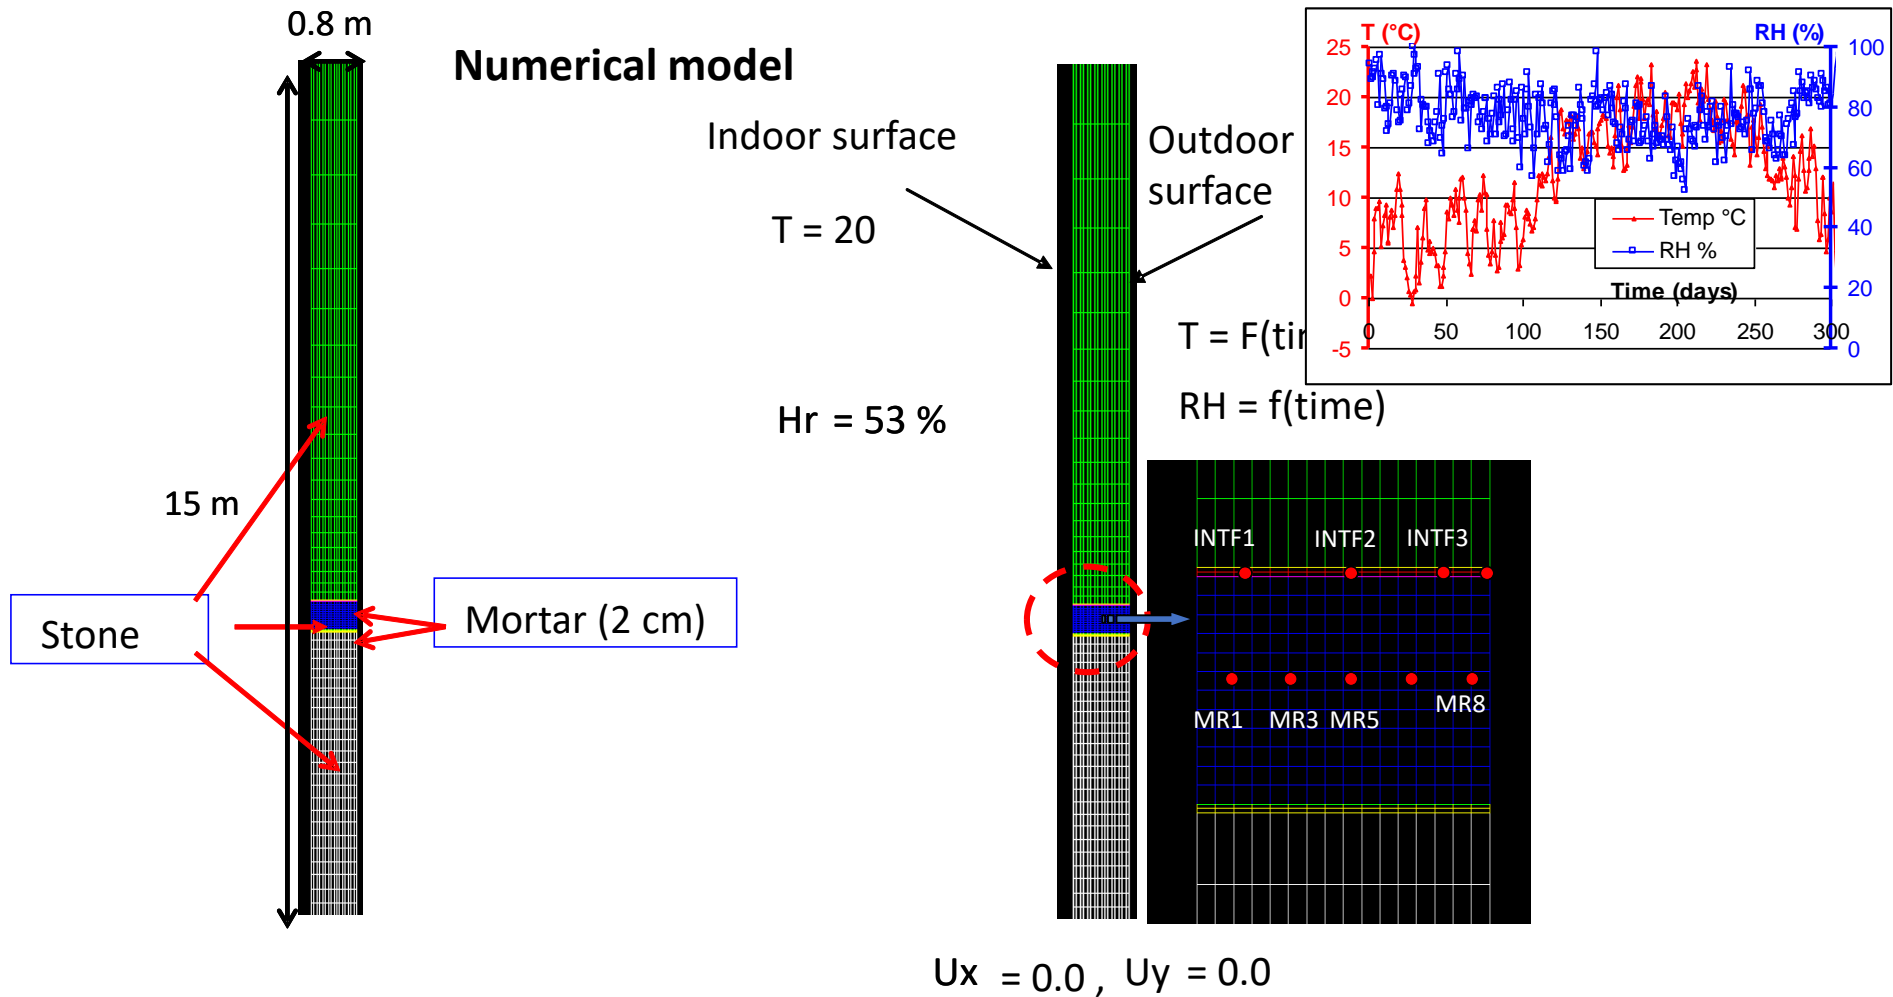 0.8 m
Numerical model
Indoor surface
T = 20
Hr = 53 %
Outdoor
surface
T = F(tir
RH = f(time)
T (°C)
RH (%)
25
20
15
10
5
0
-5
100
80
60
40
20
0
0 50 100 150 200 250 300
Temp °C
RH %
Time (days)
15 m
Stone
Mortar (2 cm)
INTF1 INTF2 INTF3
MR1 MR3 MR5 MR8
Ux = 0.0 , Uy = 0.0